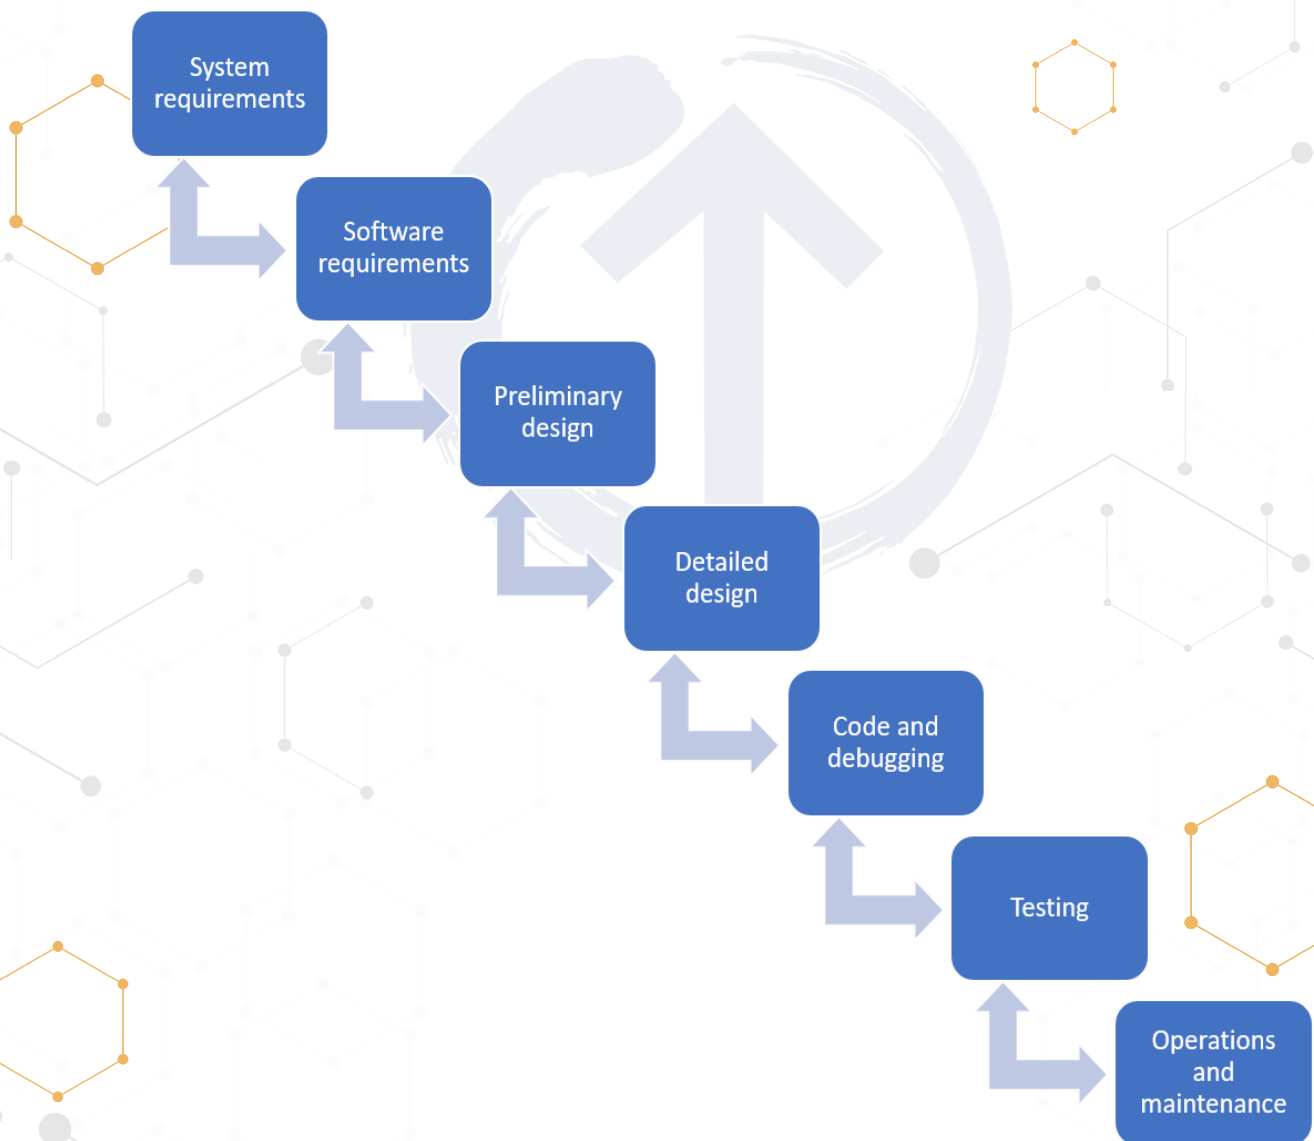 System
requirements
Software
requirements
Preliminary
design
Detailed
design
Code and
debugging
Testing
Operations
and
maintenance